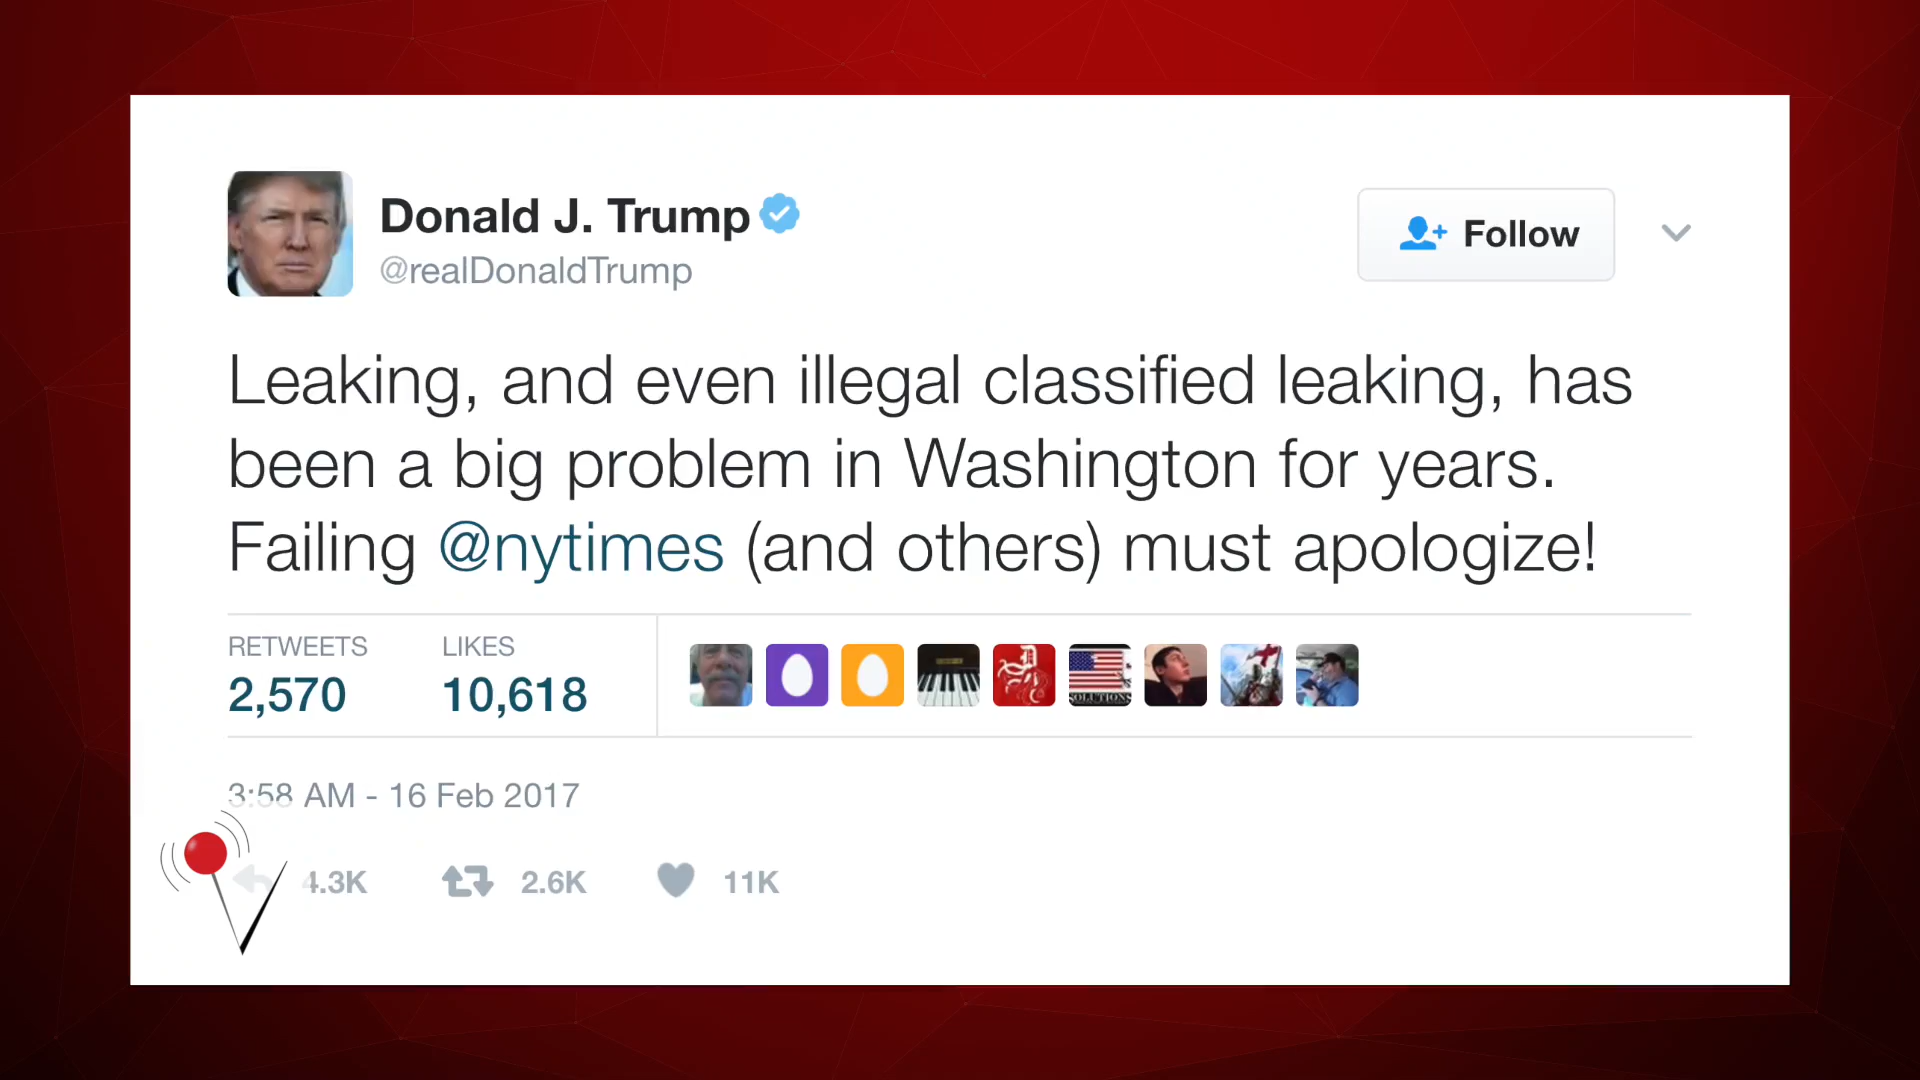 Donald J. Trump
@realDonaldTrump
Follow
Leaking, and even illegal classified leaking, has
been a big problem in Washington for years.
Failing @nytimes (and others) must apologize!
RETWEETS LIKES
2,570 10,618
SOLUTIONS
3:58 AM - 16 Feb 2017
4.3K 2.6K 11K